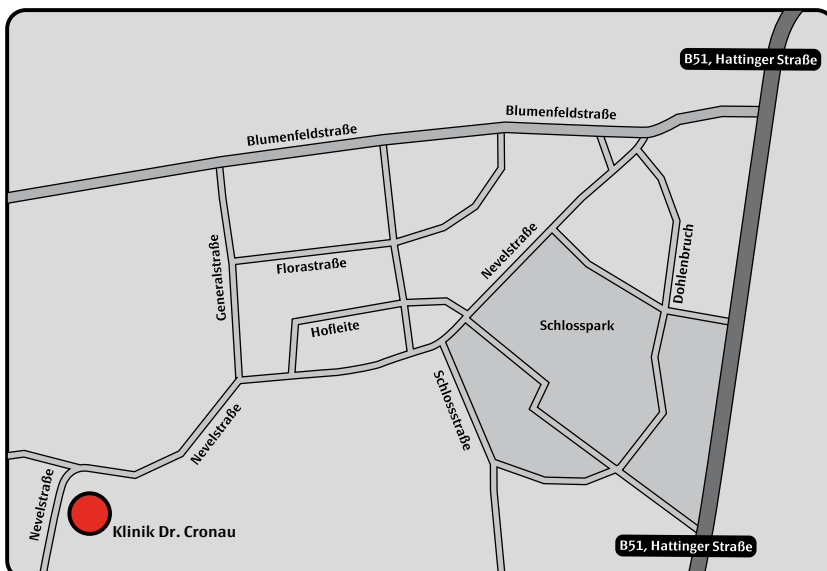 B51, Hattinger Straße
Blumenfeldstraße
Blumenfeldstraße
Nevelstraße
Dohlenbruch
Generalstraße
Florastraße
Hofleite
Schlosspark
Schlossstraße
Nevelstraße
Nevelstraße
Klinik Dr. Cronau
B51, Hattinger Straße